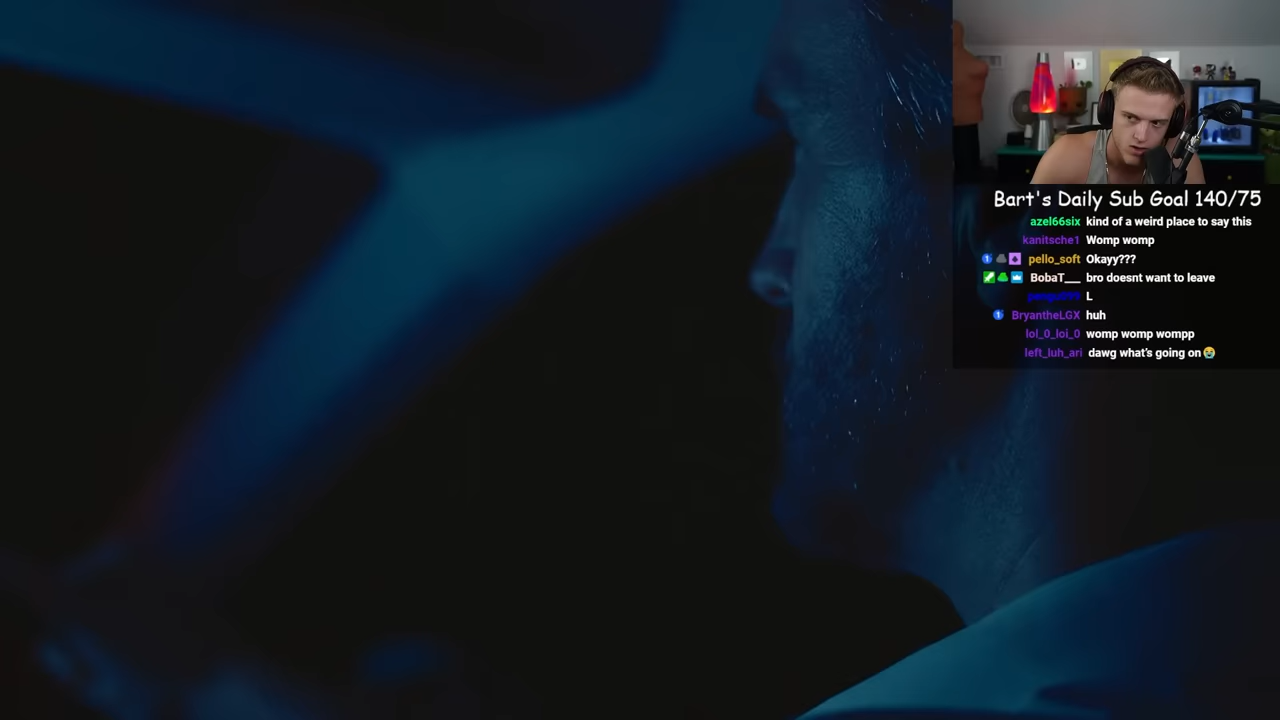 Bart's Daily Sub Goal 140/75
azel66six kind of a weird place to say this
kanitsche1 Womp womp
pello_soft Okayy???
BobaT___ bro doesnt want to leave
L
BryantheLGX huh
lol_0_loi_0 womp womp wompp
left_luh_ari dawg what's going on 😭